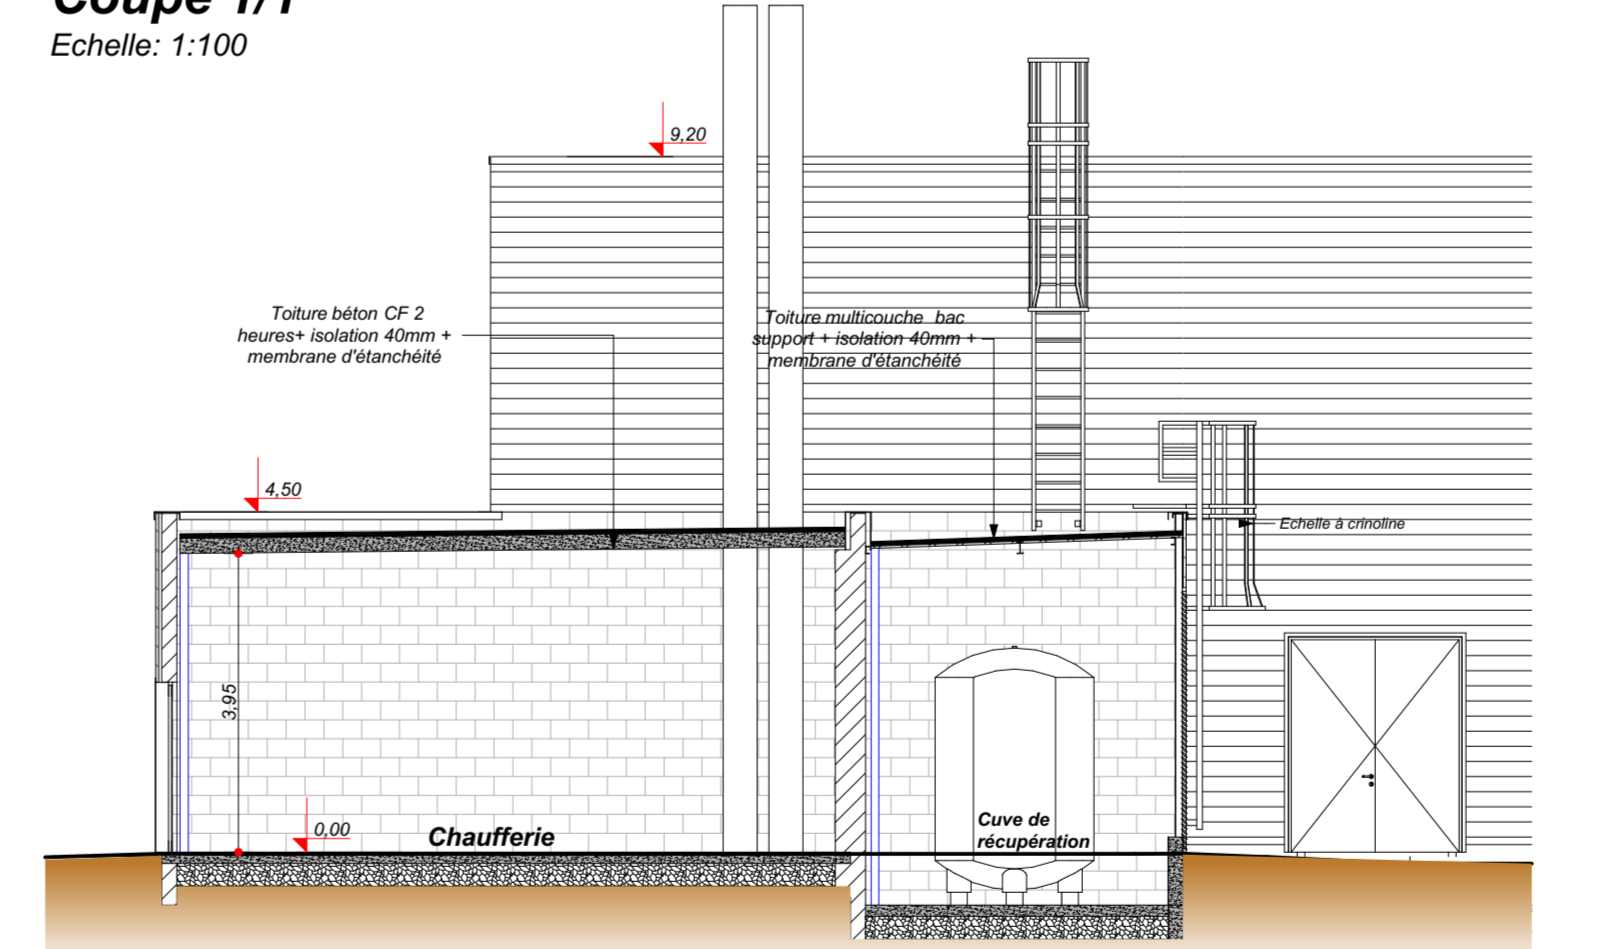 Coupe 1/1
Echelle: 1:100
9,20
Toiture béton CF 2
heures+ isolation 40mm +
membrane d'étanchéité
Toiture multicouche bac
support + isolation 40mm +
membrane d'étanchéité
4,50
Echelle à crinoline
3,95
0,00
Chaufferie
Cuve de
récupération